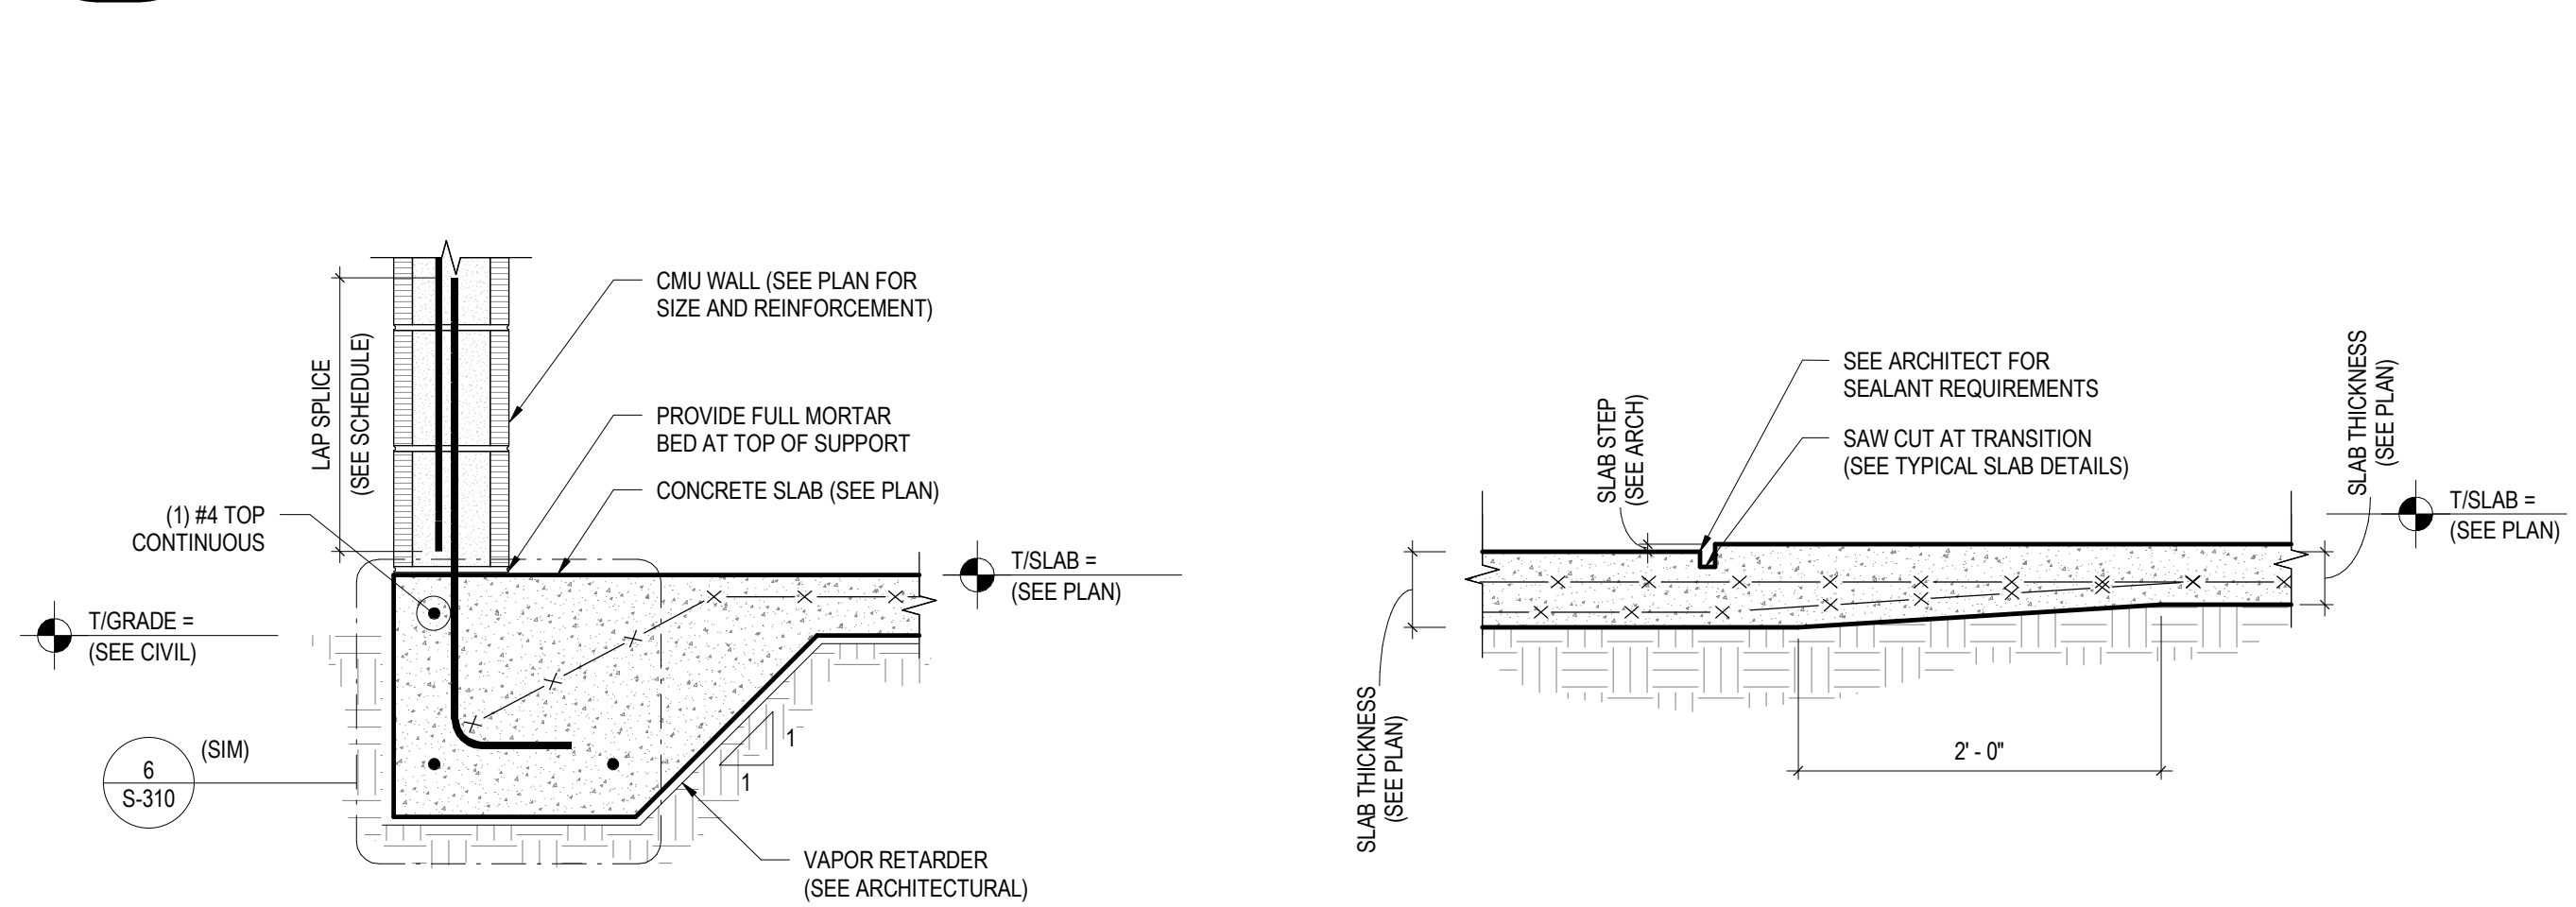 CMU WALL (SEE PLAN FOR
SIZE AND REINFORCEMENT)
LAP SPLICE
(SEE SCHEDULE)
PROVIDE FULL MORTAR
BED AT TOP OF SUPPORT
CONCRETE SLAB (SEE PLAN)
(1) #4 TOP
CONTINUOUS
T/SLAB =
(SEE PLAN)
T/GRADE =
(SEE CIVIL)
6
S-310
(SIM)
1
1
VAPOR RETARDER
(SEE ARCHITECTURAL)
SEE ARCHITECT FOR
SEALANT REQUIREMENTS
SAW CUT AT TRANSITION
(SEE TYPICAL SLAB DETAILS)
SLAB STEP
(SEE ARCH)
SLAB THICKNESS
(SEE PLAN)
T/SLAB =
(SEE PLAN)
SLAB THICKNESS
(SEE PLAN)
2' - 0"